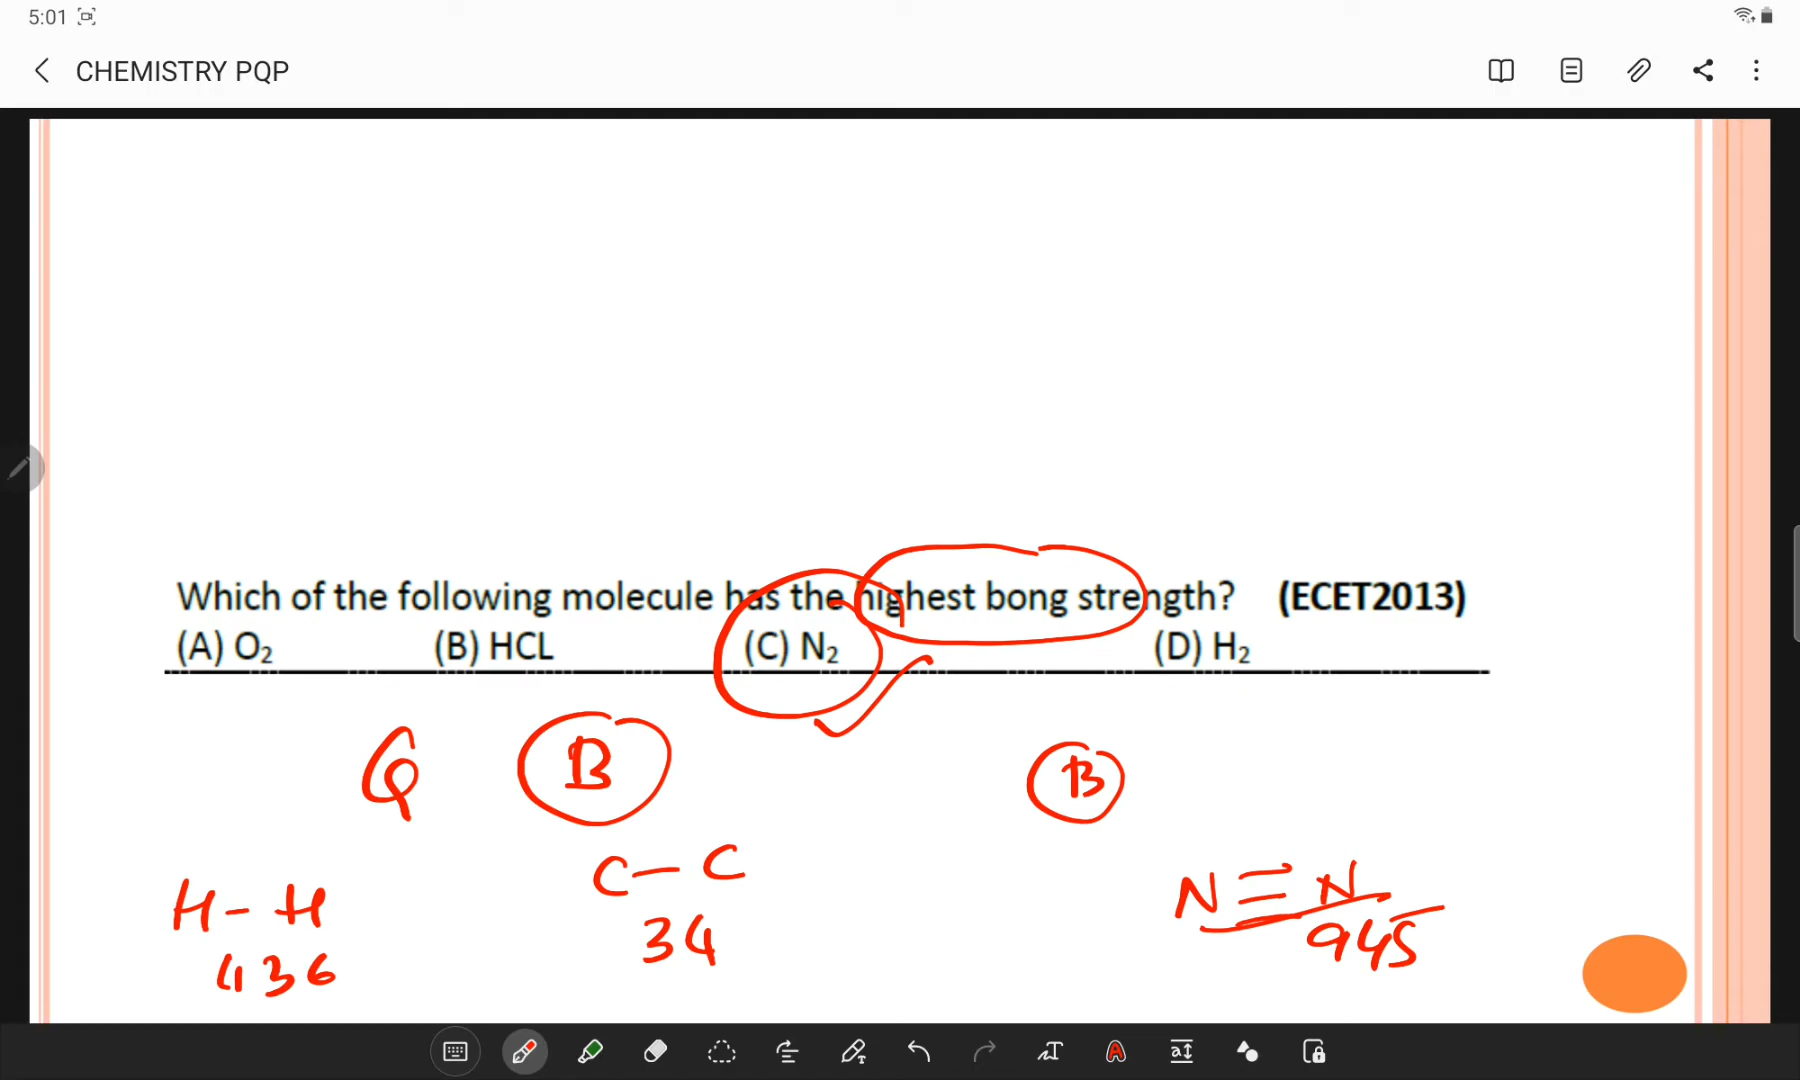 5:01
CHEMISTRY PQP
Which of the following molecule has the highest bong strength? (ECET2013)
(A) O₂ (B) HCL (C) N₂ (D) H₂
Q B B
C - C
34
H - H
436
N ≡ N
945